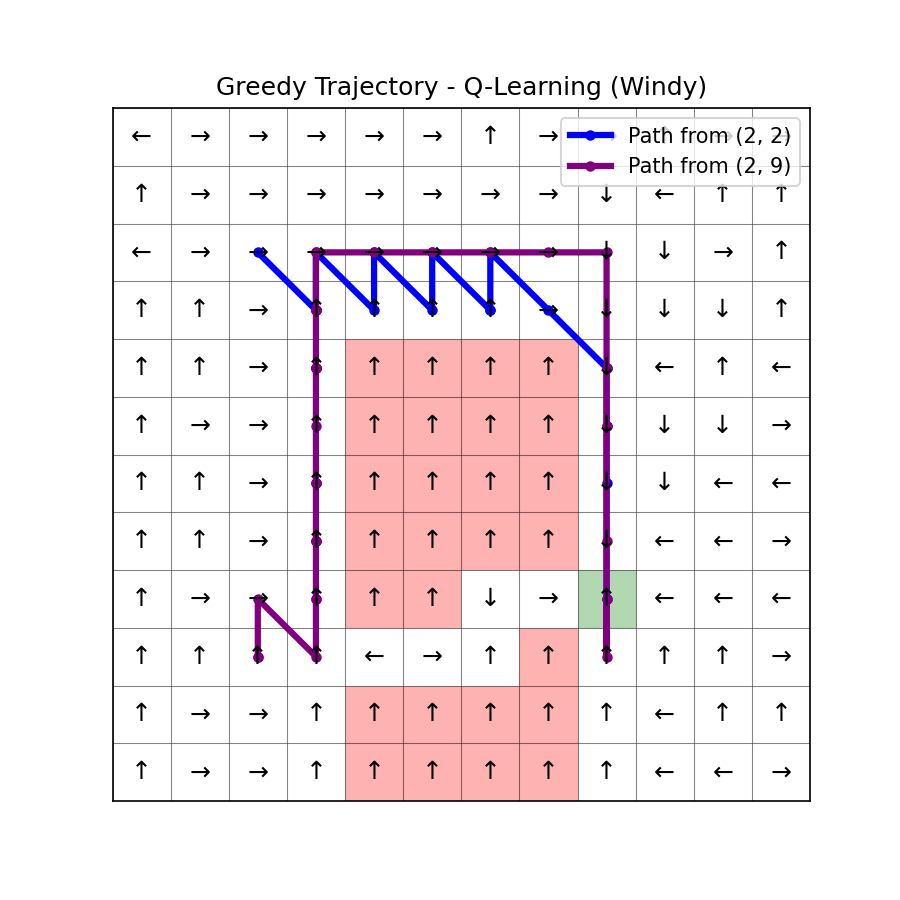 Greedy Trajectory - Q-Learning (Windy)
← → → → → → ↑ →
Path from (2, 2)
Path from (2, 9)
↑ → → → → → → → ↓ ← ↑ ↑
← → → → → → → → ↓ ↓ → ↑
↑ ↑ → ↑ ↑ ↑ ↑ → ↓ ↓ ↓ ↑
↑ ↑ → ↑ ↑ ↑ ↑ ↑ ↓ ← ↑ ←
↑ → → ↑ ↑ ↑ ↑ ↑ ↓ ↓ ↓ →
↑ ↑ → ↑ ↑ ↑ ↑ ↑ ↓ ↓ ← ←
↑ ↑ → ↑ ↑ ↑ ↑ ↑ ↓ ← ← →
↑ → → ↑ ↑ ↑ ↓ → ↑ ← ← ←
↑ ↑ ↑ ↑ ← → ↑ ↑ ↑ ↑ ↑ →
↑ → → ↑ ↑ ↑ ↑ ↑ ↑ ← ↑ ↑
↑ → → ↑ ↑ ↑ ↑ ↑ ↑ ← ← →